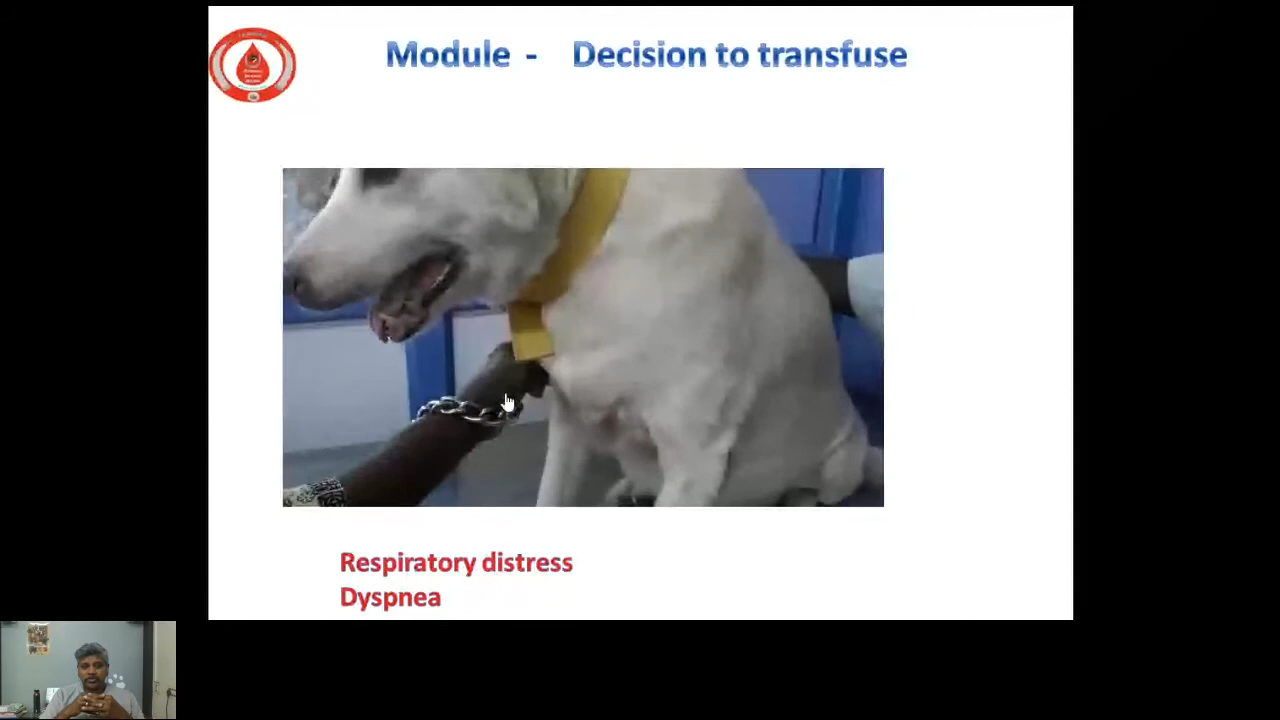 Module - Decision to transfuse
Respiratory distress
Dyspnea